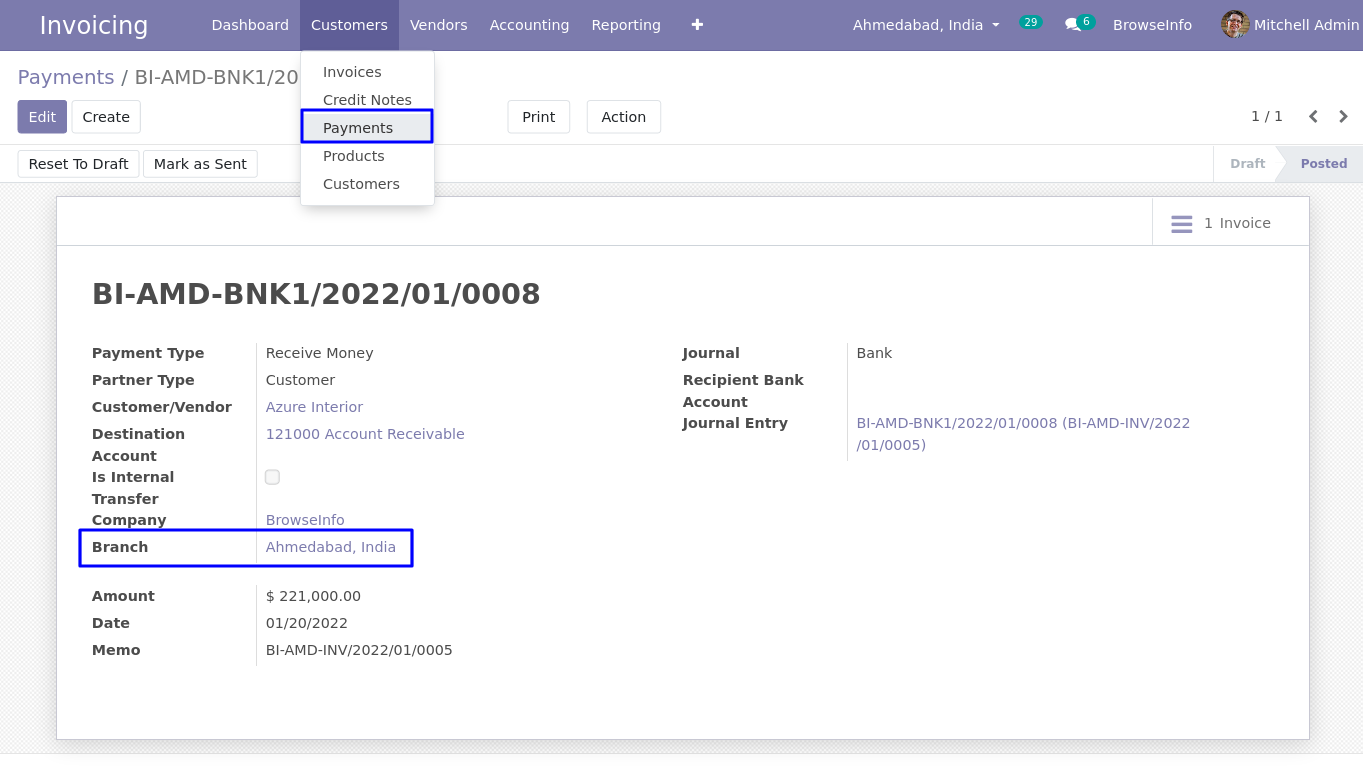 Invoicing Dashboard Customers Vendors Accounting Reporting Ahmedabad, India 29 6 BrowseInfo Mitchell Admin
Payments / BI-AMD-BNK1/20
Invoices
Credit Notes
Payments
Products
Customers
Edit Create Print Action 1 / 1
Reset To Draft Mark as Sent Draft Posted
1 Invoice
BI-AMD-BNK1/2022/01/0008
Payment Type Receive Money
Partner Type Customer
Customer/Vendor Azure Interior
Destination 121000 Account Receivable
Account
Is Internal
Transfer
Company BrowseInfo
Branch Ahmedabad, India
Amount $ 221,000.00
Date 01/20/2022
Memo BI-AMD-INV/2022/01/0005
Journal Bank
Recipient Bank
Account
Journal Entry BI-AMD-BNK1/2022/01/0008 (BI-AMD-INV/2022
/01/0005)